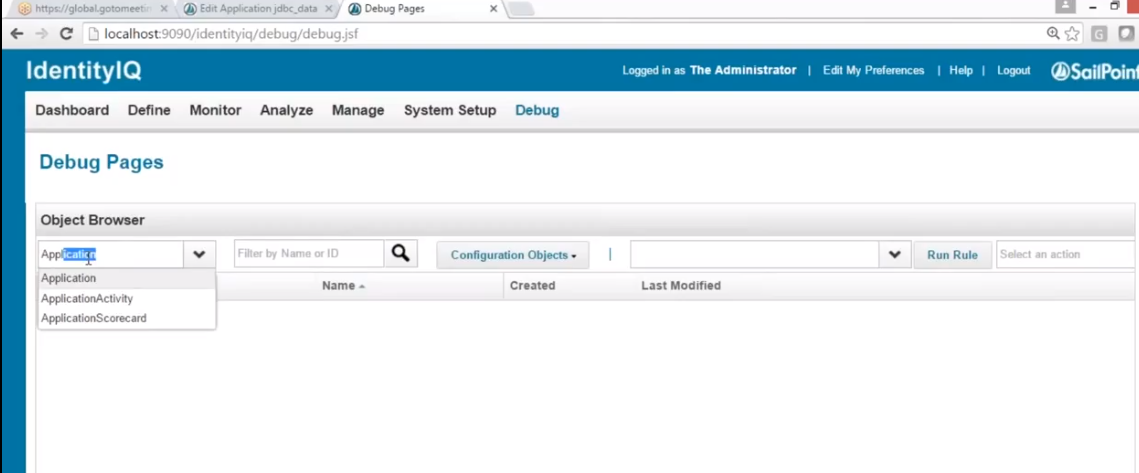 https://global.gotomeetin
Edit Application jdbc_data
Debug Pages
localhost:9090/identityiq/debug/debug.jsf
IdentityIQ
Logged in as The Administrator | Edit My Preferences | Help | Logout
SailPoint
Dashboard Define Monitor Analyze Manage System Setup Debug
Debug Pages
Object Browser
Application
Filter by Name or ID
Configuration Objects
Run Rule
Select an action
Application
Name
Created
Last Modified
ApplicationActivity
ApplicationScorecard